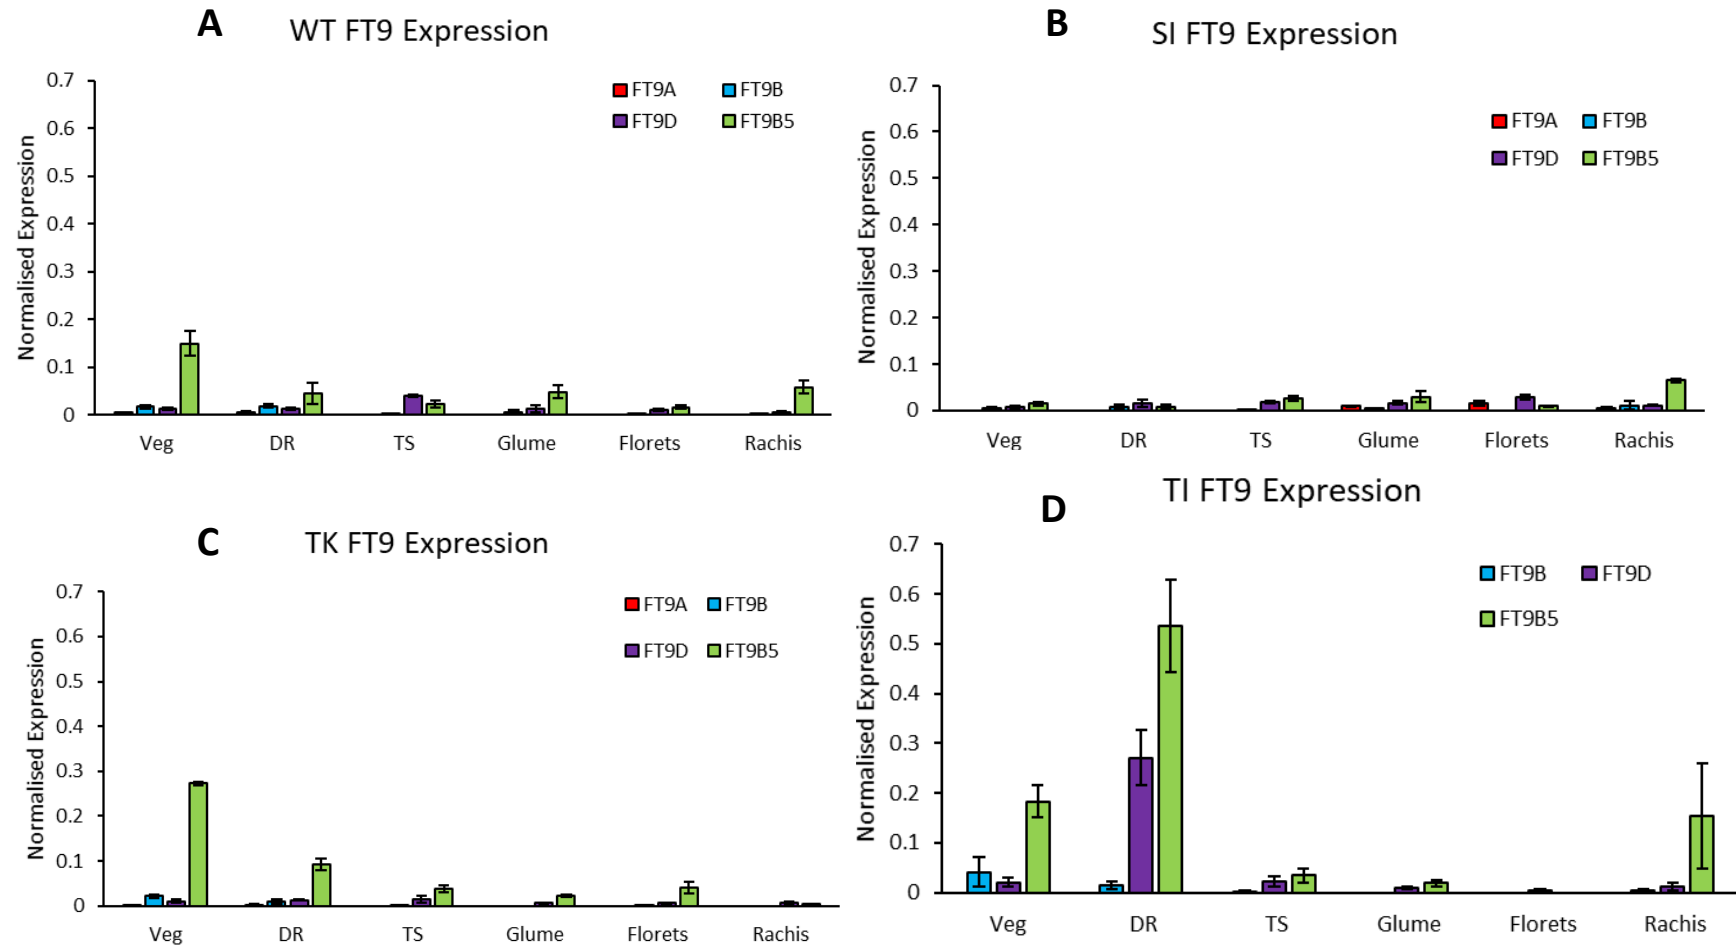 A
WT FT9 Expression
Normalised Expression
0.7
0.6
0.5
0.4
0.3
0.2
0.1
0
FT9A FT9B
FT9D FT9B5
Veg DR TS Glume Florets Rachis
B
SI FT9 Expression
Normalised Expression
0.7
0.6
0.5
0.4
0.3
0.2
0.1
0
FT9A FT9B
FT9D FT9B5
Veg DR TS Glume Florets Rachis
C
TK FT9 Expression
Normalised Expression
0.7
0.6
0.5
0.4
0.3
0.2
0.1
0
FT9A FT9B
FT9D FT9B5
Veg DR TS Glume Florets Rachis
D
TI FT9 Expression
Normalised Expression
0.7
0.6
0.5
0.4
0.3
0.2
0.1
0
FT9B FT9D
FT9B5
Veg DR TS Glume Florets Rachis